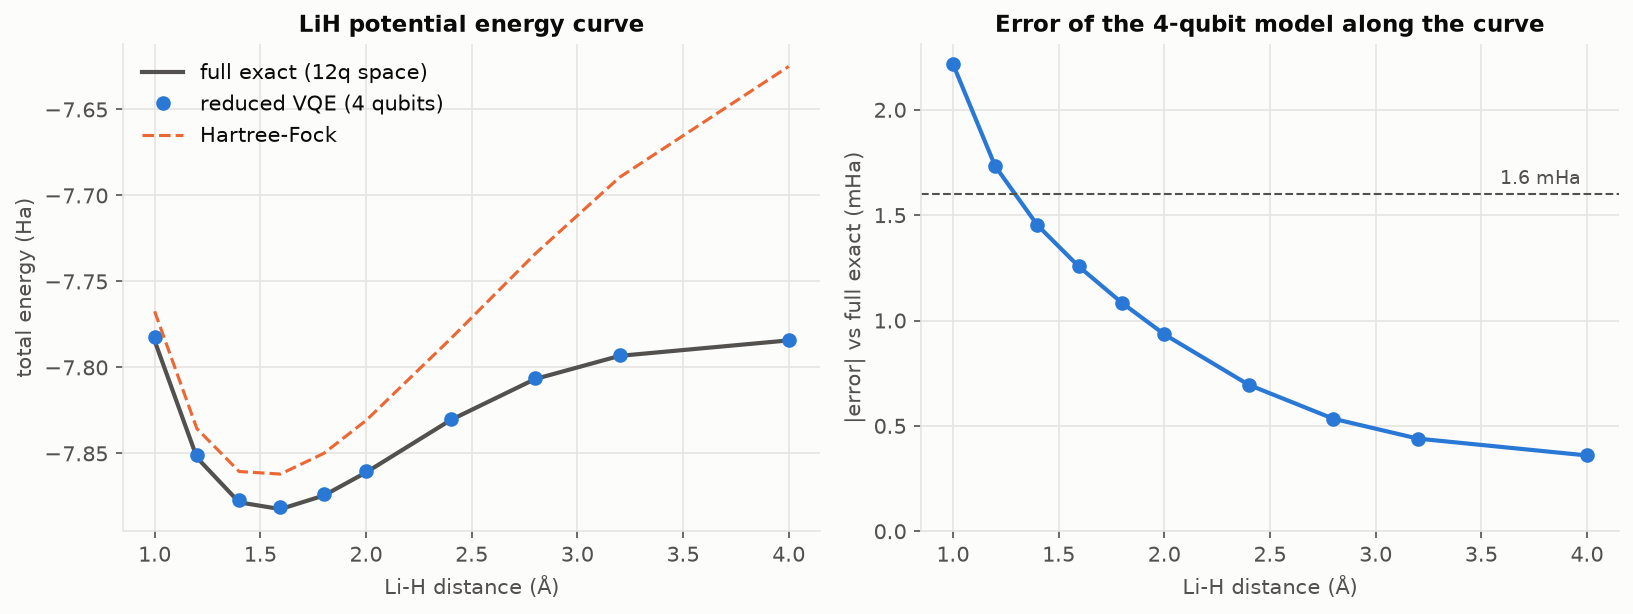 LiH potential energy curve
full exact (12q space)
reduced VQE (4 qubits)
Hartree-Fock
total energy (Ha)
−7.65
−7.70
−7.75
−7.80
−7.85
1.0 1.5 2.0 2.5 3.0 3.5 4.0
Li-H distance (Å)
Error of the 4-qubit model along the curve
1.6 mHa
|error| vs full exact (mHa)
2.0
1.5
1.0
0.5
0.0
1.0 1.5 2.0 2.5 3.0 3.5 4.0
Li-H distance (Å)